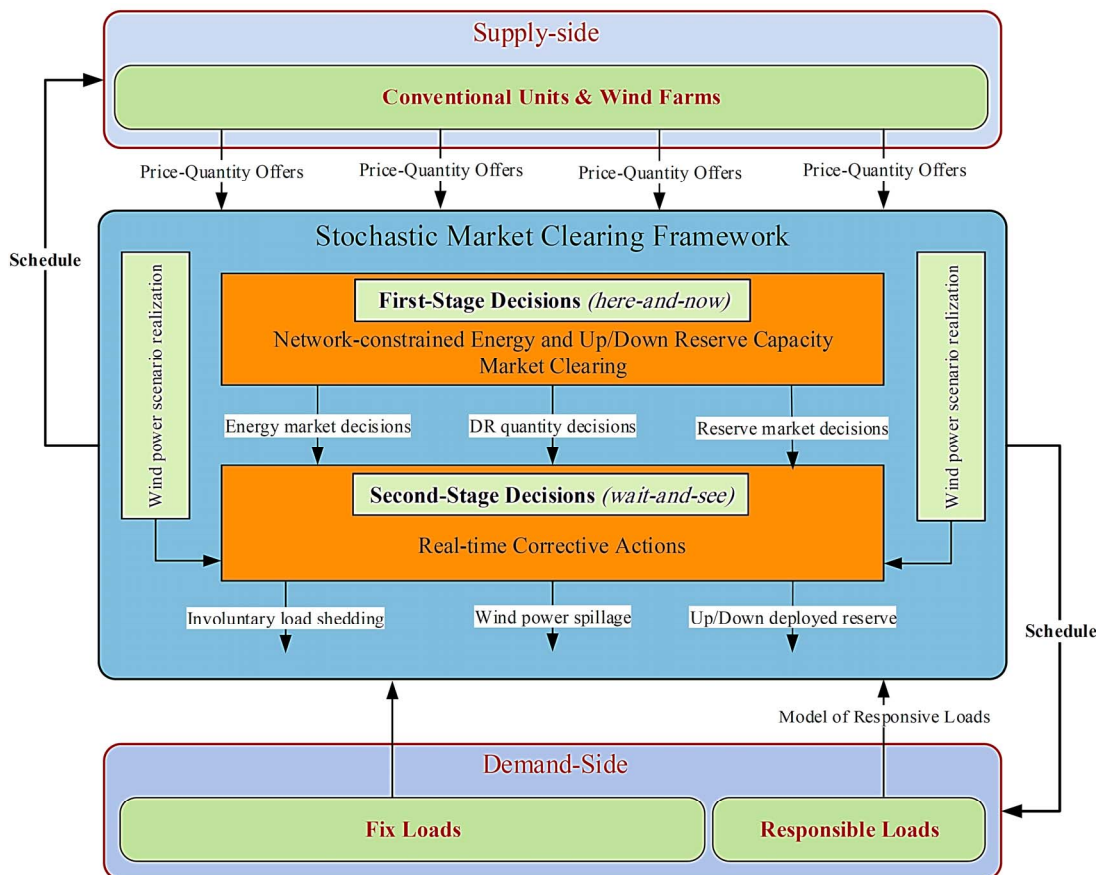 Supply-side
Conventional Units & Wind Farms
Price-Quantity Offers
Price-Quantity Offers
Price-Quantity Offers
Price-Quantity Offers
Schedule
Stochastic Market Clearing Framework
Wind power scenario realization
First-Stage Decisions (here-and-now)
Network-constrained Energy and Up/Down Reserve Capacity
Market Clearing
Wind power scenario realization
Energy market decisions
DR quantity decisions
Reserve market decisions
Second-Stage Decisions (wait-and-see)
Real-time Corrective Actions
Involuntary load shedding
Wind power spillage
Up/Down deployed reserve
Schedule
Model of Responsive Loads
Demand-Side
Fix Loads
Responsible Loads